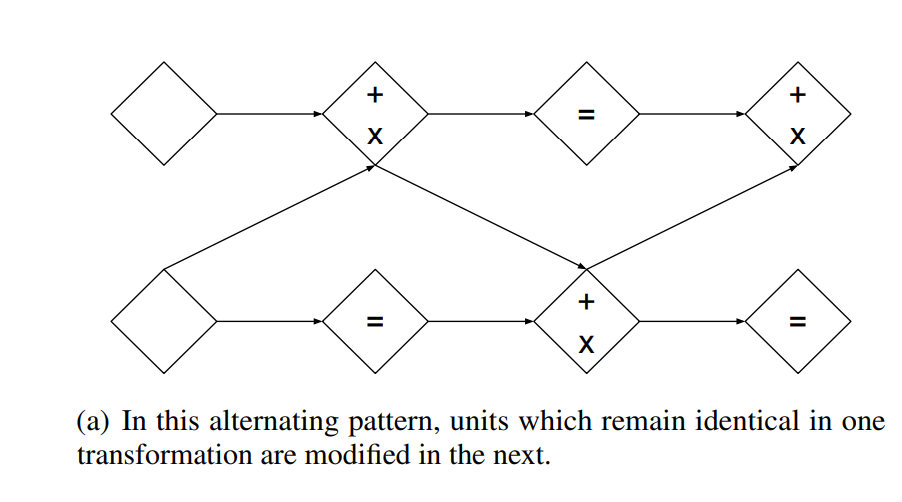 + +
x = x
+
= =
x
(a) In this alternating pattern, units which remain identical in one
transformation are modified in the next.